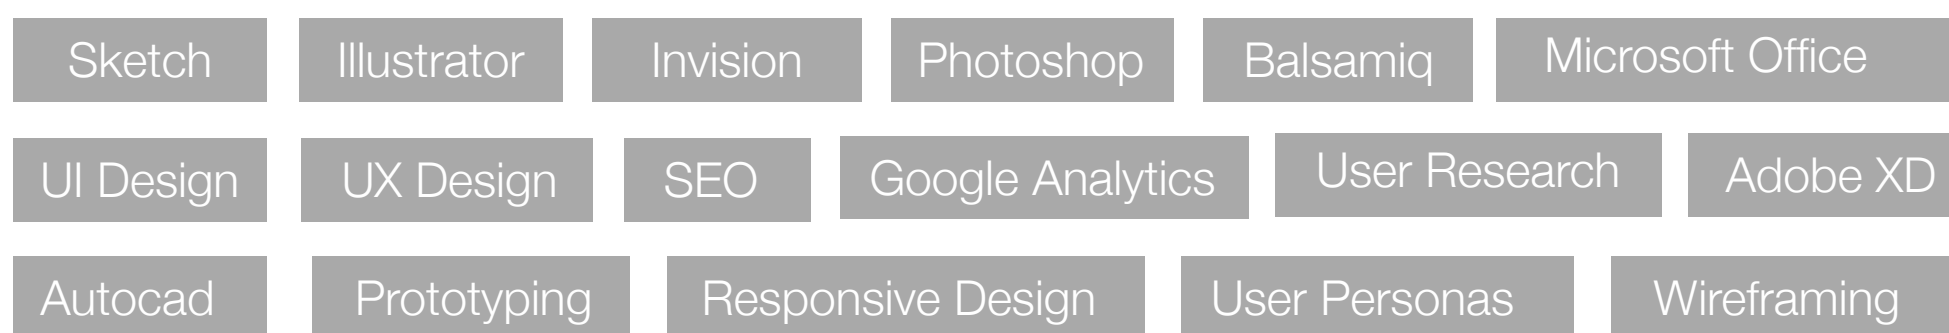 Sketch Illustrator Invision Photoshop Balsamiq Microsoft Office
UI Design UX Design SEO Google Analytics User Research Adobe XD
Autocad Prototyping Responsive Design User Personas Wireframing